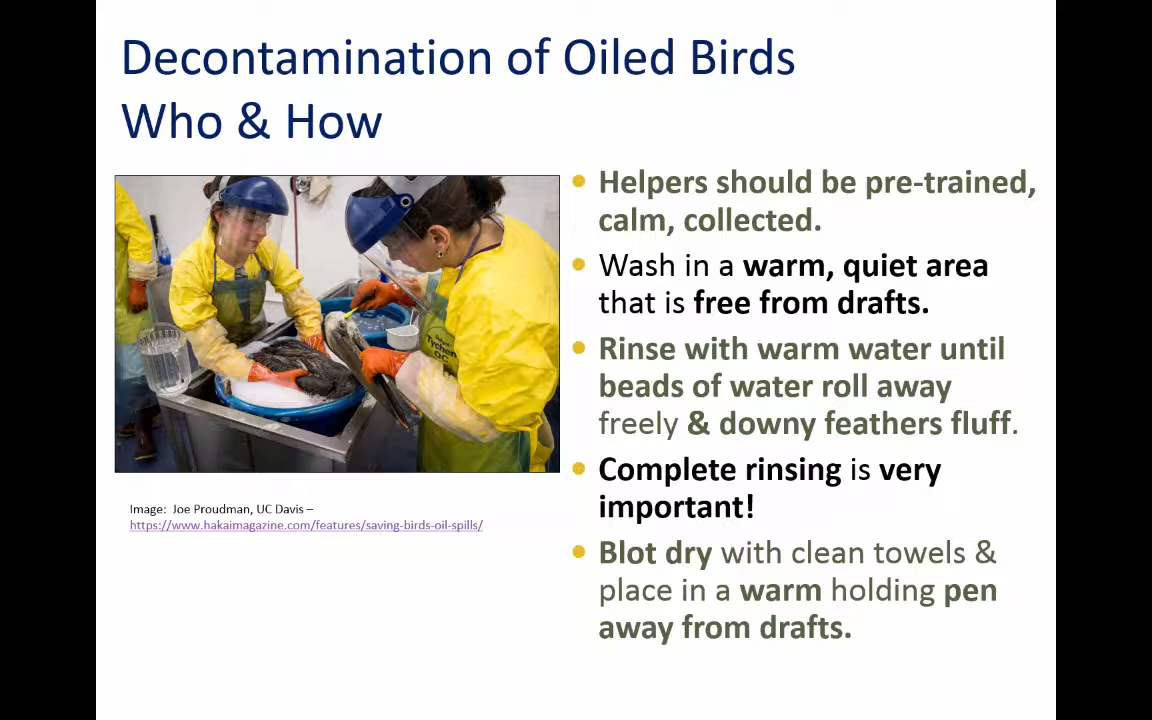 Decontamination of Oiled Birds
Who & How
• Helpers should be pre-trained,
calm, collected.
• Wash in a warm, quiet area
that is free from drafts.
• Rinse with warm water until
beads of water roll away
freely & downy feathers fluff.
• Complete rinsing is very
important!
• Blot dry with clean towels &
place in a warm holding pen
away from drafts.
Tychem
QC
Image: Joe Proudman, UC Davis –
https://www.hakaimagazine.com/features/saving-birds-oil-spills/